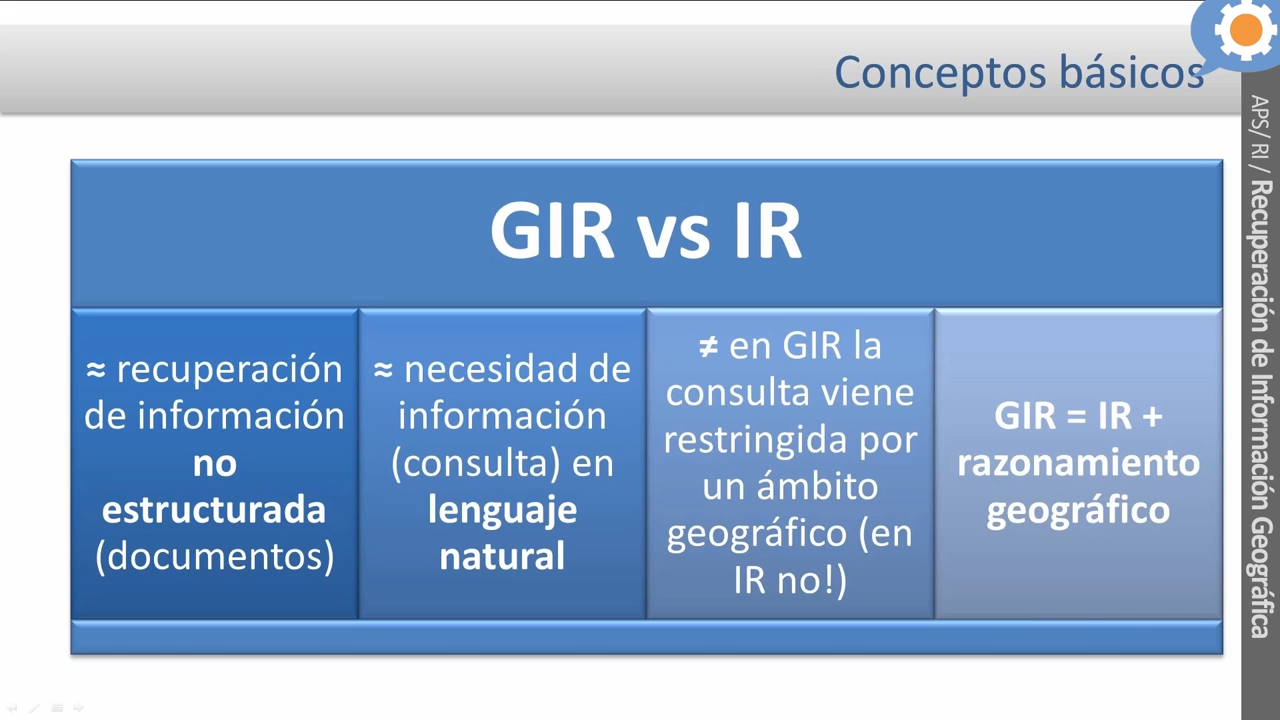 Conceptos básicos
GIR vs IR
≈ recuperación
de información
no
estructurada
(documentos)
≈ necesidad de
información
(consulta) en
lenguaje
natural
≠ en GIR la
consulta viene
restringida por
un ámbito
geográfico (en
IR no!)
GIR = IR +
razonamiento
geográfico
APS/ RI / Recuperación de Información Geográfica